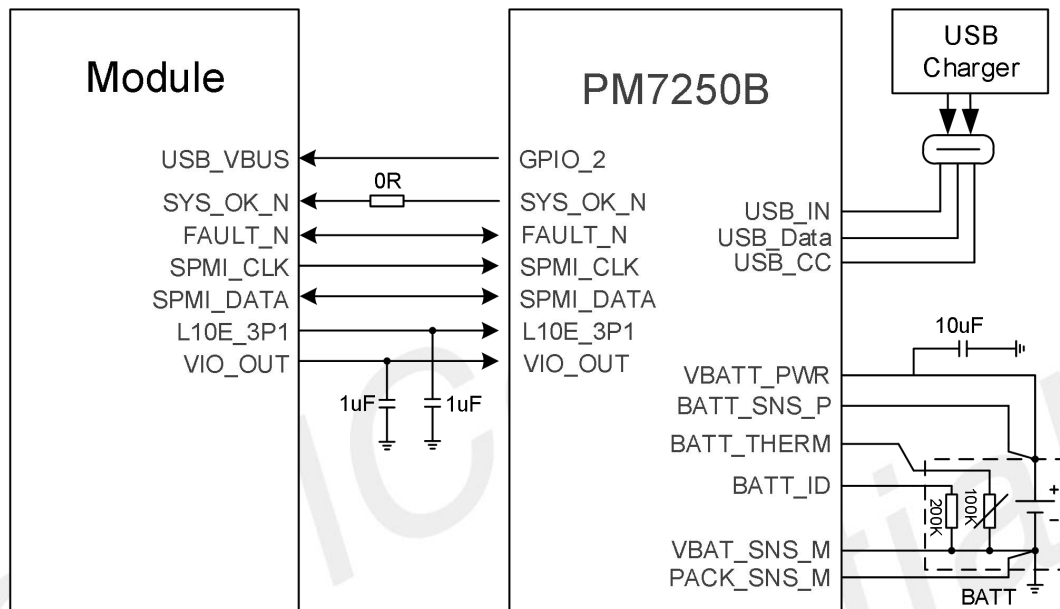 Module
PM7250B
USB
Charger
USB_VBUS
GPIO_2
0R
SYS_OK_N
SYS_OK_N
FAULT_N
FAULT_N
SPMI_CLK
SPMI_CLK
SPMI_DATA
SPMI_DATA
L10E_3P1
L10E_3P1
VIO_OUT
VIO_OUT
1uF
1uF
USB_IN
USB_Data
USB_CC
10uF
VBATT_PWR
BATT_SNS_P
BATT_THERM
BATT_ID
200K
100K
+
-
VBAT_SNS_M
PACK_SNS_M
BATT